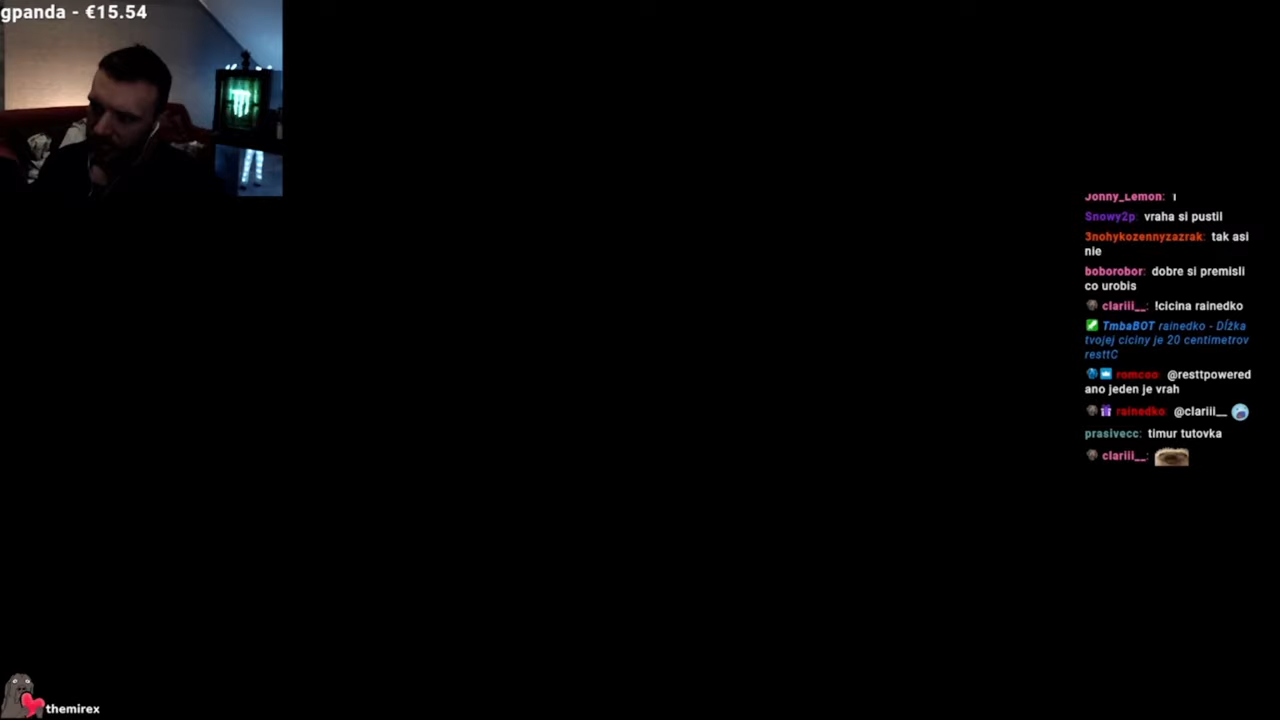 gpanda - €15.54
Jonny_Lemon:
Snowy2p: vraha si pustil
3nohykozennyzazrak: tak asi
nie
boborobor: dobre si premisli
co urobis
clariii__: !cicina rainedko
TmbaBOT rainedko - Dĺžka
tvojej ciciny je 20 centimetrov
resttC
romcoo: @resttpowered
ano jeden je vrah
rainedko: @clariii__
prasivecc: timur tutovka
clariii__:
themirex